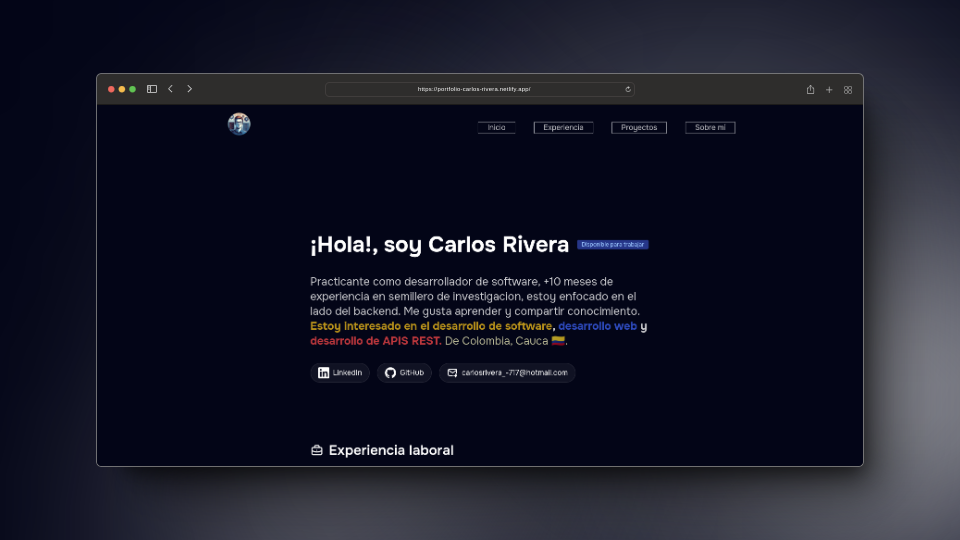 https://portfolio-carlos-rivera.netlify.app/
Inicio Experiencia Proyectos Sobre mi
¡Hola!, soy Carlos Rivera Disponible para trabajar
Practicante como desarrollador de software, +10 meses de
experiencia en semillero de investigacion, estoy enfocado en el
lado del backend. Me gusta aprender y compartir conocimiento.
Estoy interesado en el desarrollo de software, desarrollo web y
desarrollo de APIS REST. De Colombia, Cauca 🇨🇴.
LinkedIn GitHub carlosrivera_-717@hotmail.com
Experiencia laboral